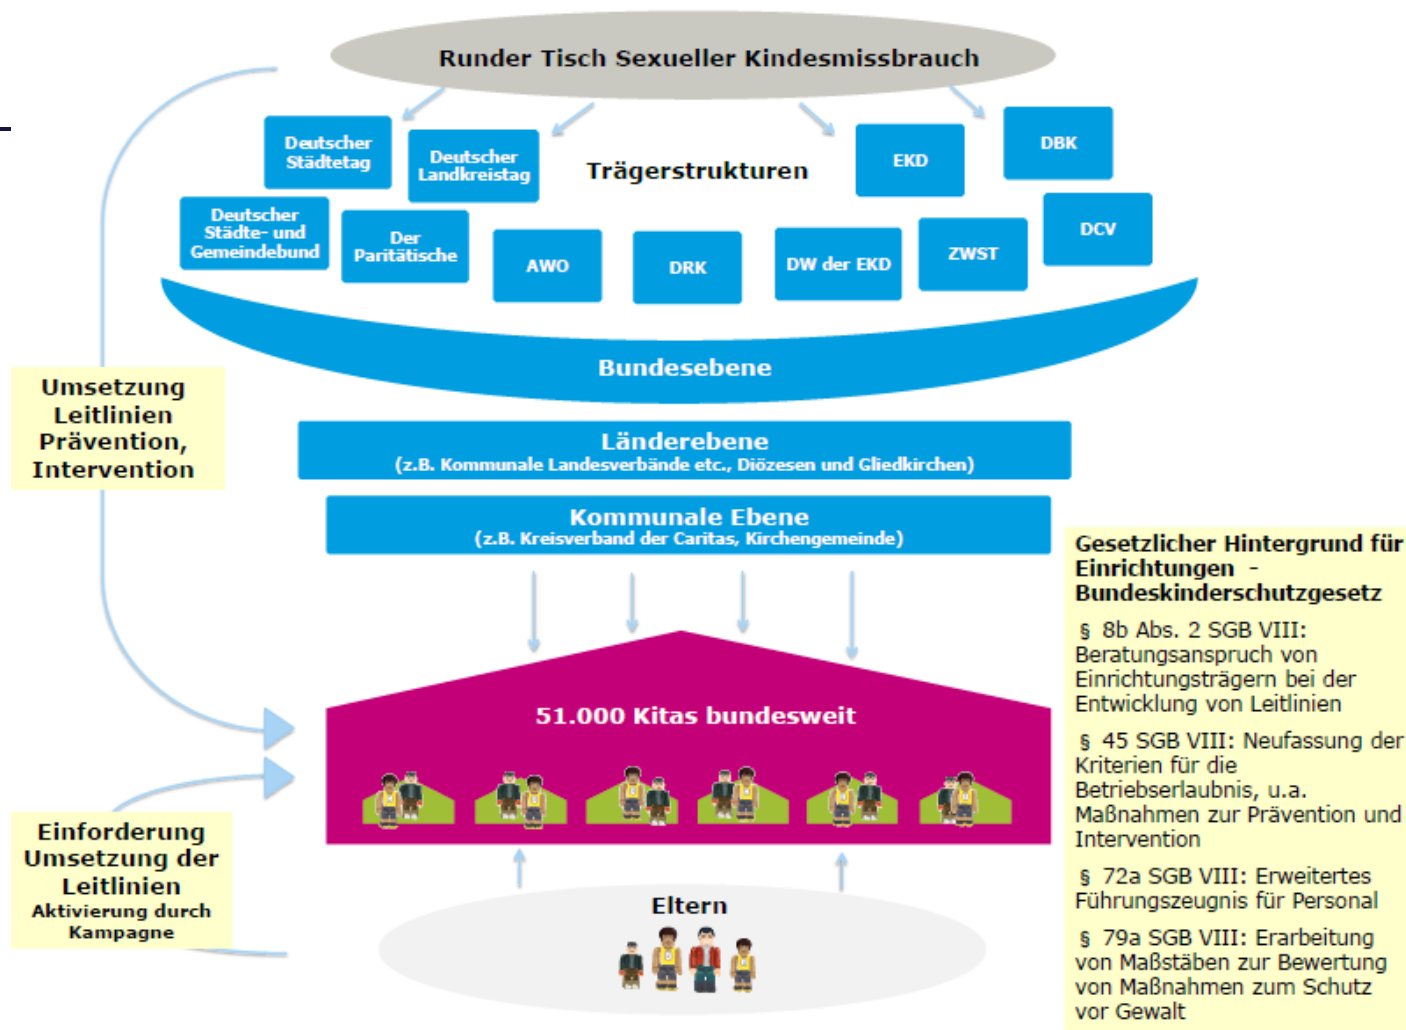 Runder Tisch Sexueller Kindesmissbrauch
Deutscher
Städtetag
Deutscher
Landkreistag
Trägerstrukturen
EKD
DBK
Deutscher
Städte- und
Gemeindebund
Der
Paritätische
AWO
DRK
DW der EKD
ZWST
DCV
Bundesebene
Umsetzung
Leitlinien
Prävention,
Intervention
Länderebene
(z.B. Kommunale Landesverbände etc., Diözesen und Gliedkirchen)
Kommunale Ebene
(z.B. Kreisverband der Caritas, Kirchengemeinde)
Gesetzlicher Hintergrund für
Einrichtungen -
Bundeskinderschutzgesetz
§ 8b Abs. 2 SGB VIII:
Beratungsanspruch von
Einrichtungsträgern bei der
Entwicklung von Leitlinien
§ 45 SGB VIII: Neufassung der
Kriterien für die
Betriebserlaubnis, u.a.
Maßnahmen zur Prävention und
Intervention
§ 72a SGB VIII: Erweitertes
Führungszeugnis für Personal
§ 79a SGB VIII: Erarbeitung
von Maßstäben zur Bewertung
von Maßnahmen zum Schutz
vor Gewalt
51.000 Kitas bundesweit
Einforderung
Umsetzung der
Leitlinien
Aktivierung durch
Kampagne
Eltern